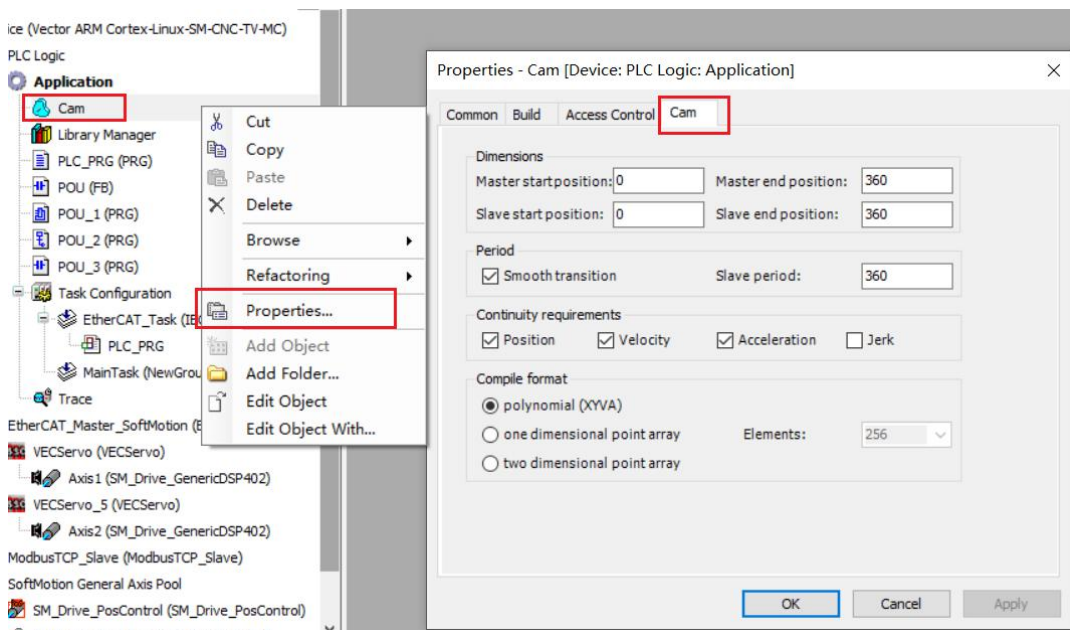 ice (Vector ARM Cortex-Linux-SM-CNC-TV-MC)
PLC Logic
Application
Cam
Library Manager
PLC_PRG (PRG)
POU (FB)
POU_1 (PRG)
POU_2 (PRG)
POU_3 (PRG)
Task Configuration
EtherCAT_Task (IEC
PLC_PRG
MainTask (NewGrou
Trace
EtherCAT_Master_SoftMotion (E
VECServo (VECServo)
Axis1 (SM_Drive_GenericDSP402)
VECServo_5 (VECServo)
Axis2 (SM_Drive_GenericDSP402)
ModbusTCP_Slave (ModbusTCP_Slave)
SoftMotion General Axis Pool
SM_Drive_PosControl (SM_Drive_PosControl)
Cut
Copy
Paste
Delete
Browse
Refactoring
Properties...
Add Object
Add Folder...
Edit Object
Edit Object With...
Properties - Cam [Device: PLC Logic: Application]
Common Build Access Control Cam
Dimensions
Master start position: 0 Master end position: 360
Slave start position: 0 Slave end position: 360
Period
Smooth transition Slave period: 360
Continuity requirements
Position Velocity Acceleration Jerk
Compile format
polynomial (XYVA)
one dimensional point array Elements: 256
two dimensional point array
OK Cancel Apply